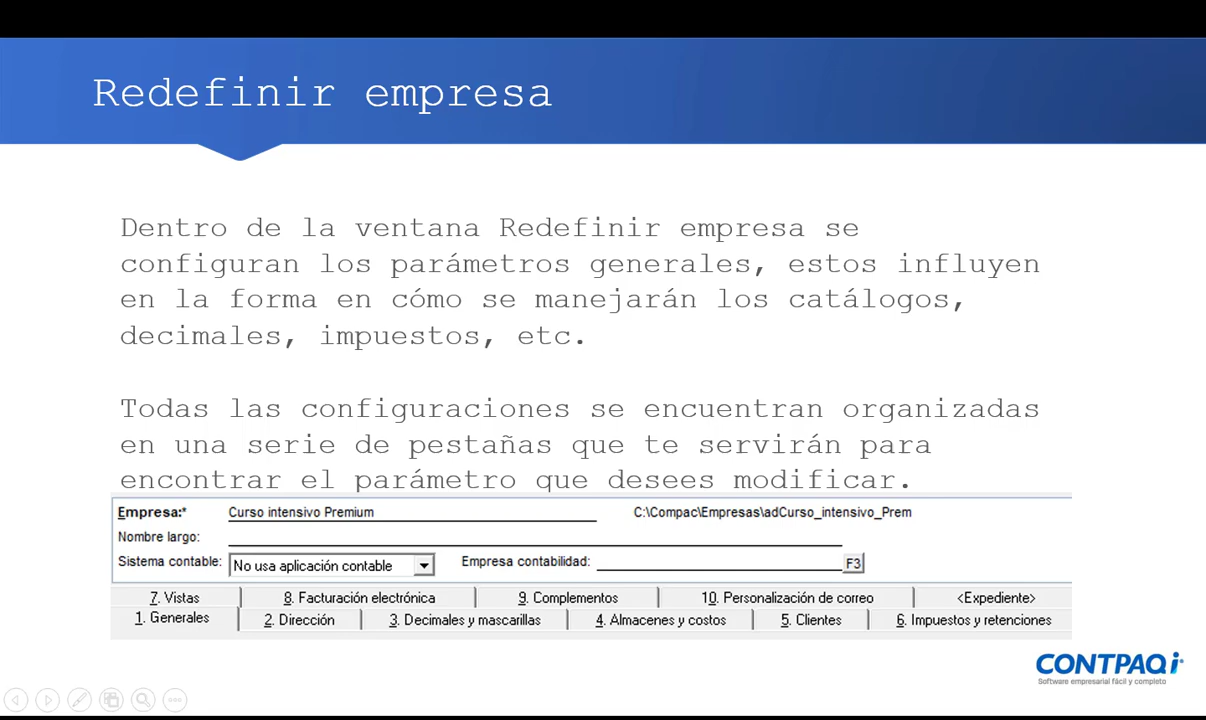 Redefinir empresa
Dentro de la ventana Redefinir empresa se
configuran los parámetros generales, estos influyen
en la forma en cómo se manejarán los catálogos,
decimales, impuestos, etc.
Todas las configuraciones se encuentran organizadas
en una serie de pestañas que te servirán para
encontrar el parámetro que desees modificar.
Empresa:* Curso intensivo Premium C:\Compac\Empresas\adCurso_intensivo_Prem
Nombre largo:
Sistema contable: No usa aplicación contable Empresa contabilidad: F3
7. Vistas 8. Facturación electrónica 9. Complementos 10. Personalización de correo <Expediente>
1. Generales 2. Dirección 3. Decimales y mascarillas 4. Almacenes y costos 5. Clientes 6. Impuestos y retenciones
CONTPAQi
Software empresarial fácil y completo